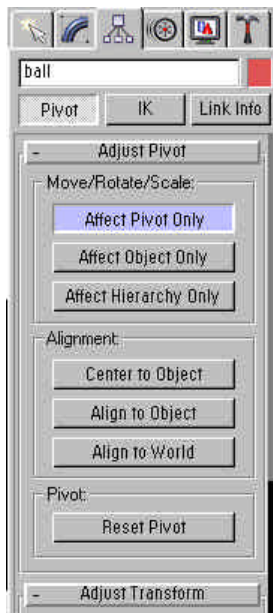 ball
Pivot IK Link Info
- Adjust Pivot
Move/Rotate/Scale:
Affect Pivot Only
Affect Object Only
Affect Hierarchy Only
Alignment:
Center to Object
Align to Object
Align to World
Pivot:
Reset Pivot
- Adjust Transform